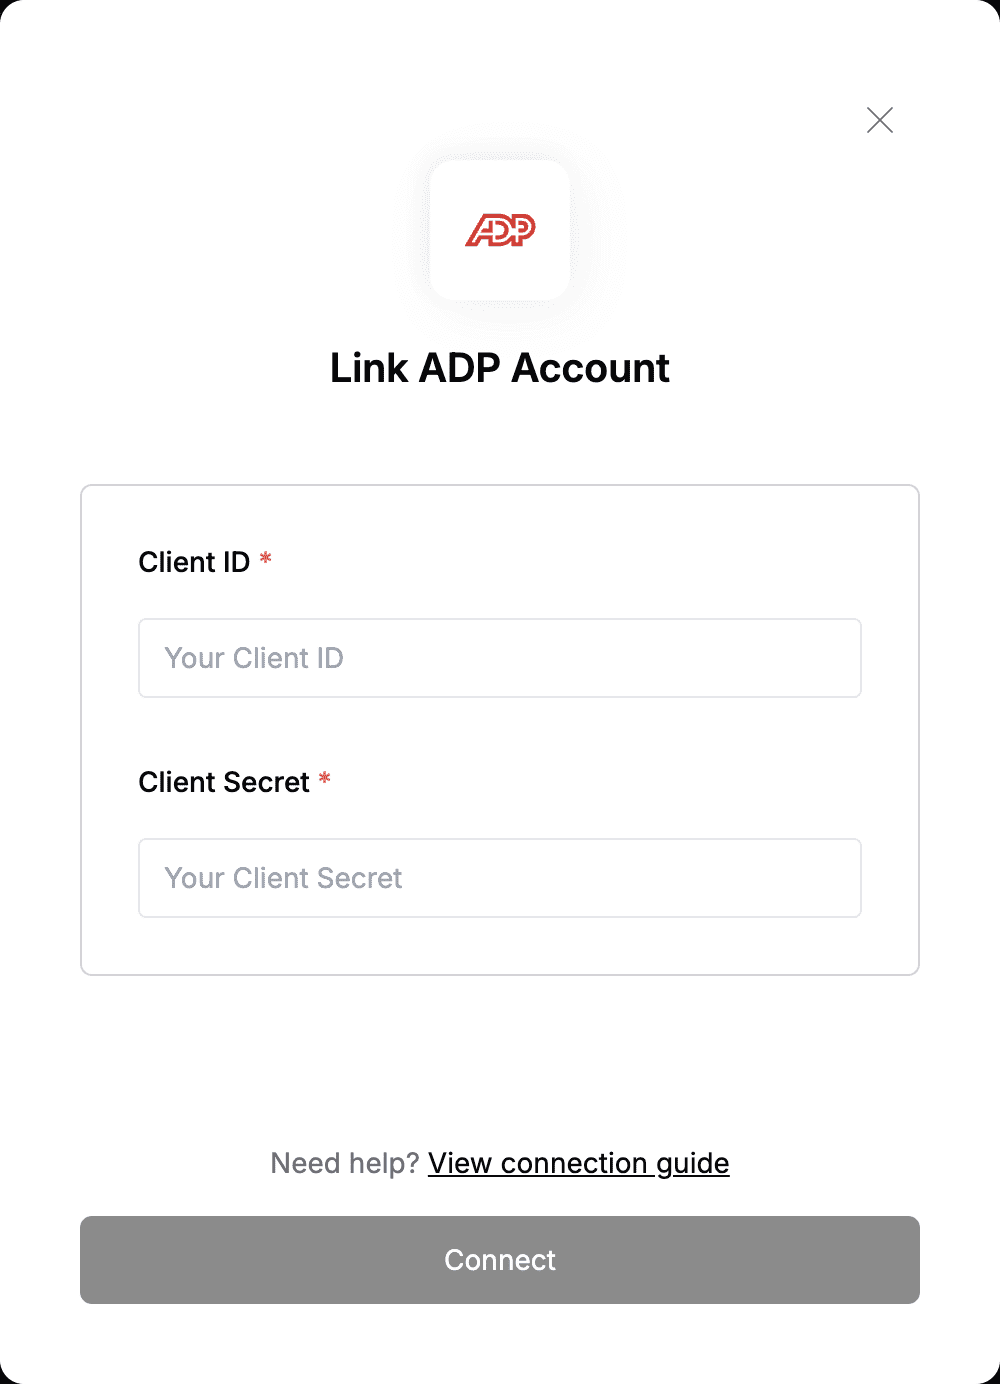 ADP
Link ADP Account
Client ID *
Your Client ID
Client Secret *
Your Client Secret
Need help? View connection guide
Connect